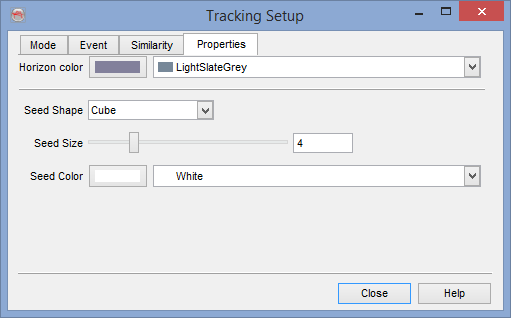 Tracking Setup
Mode Event Similarity Properties
Horizon color LightSlateGrey
Seed Shape Cube
Seed Size 4
Seed Color White
Close Help